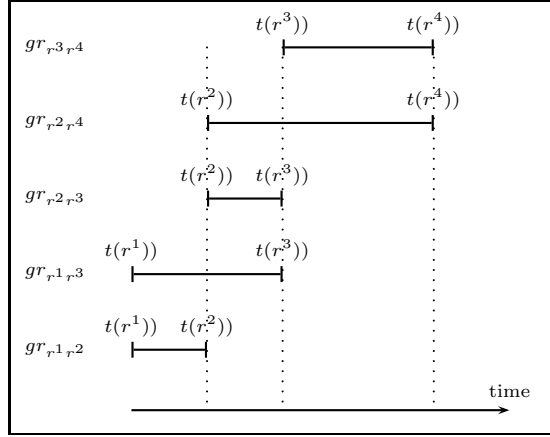 t(r^3)) t(r^4))
gr_{r^3r^4}
t(r^2)) t(r^4))
gr_{r^2r^4}
t(r^2)) t(r^3))
gr_{r^2r^3}
t(r^1)) t(r^3))
gr_{r^1r^3}
t(r^1)) t(r^2))
gr_{r^1r^2}
time